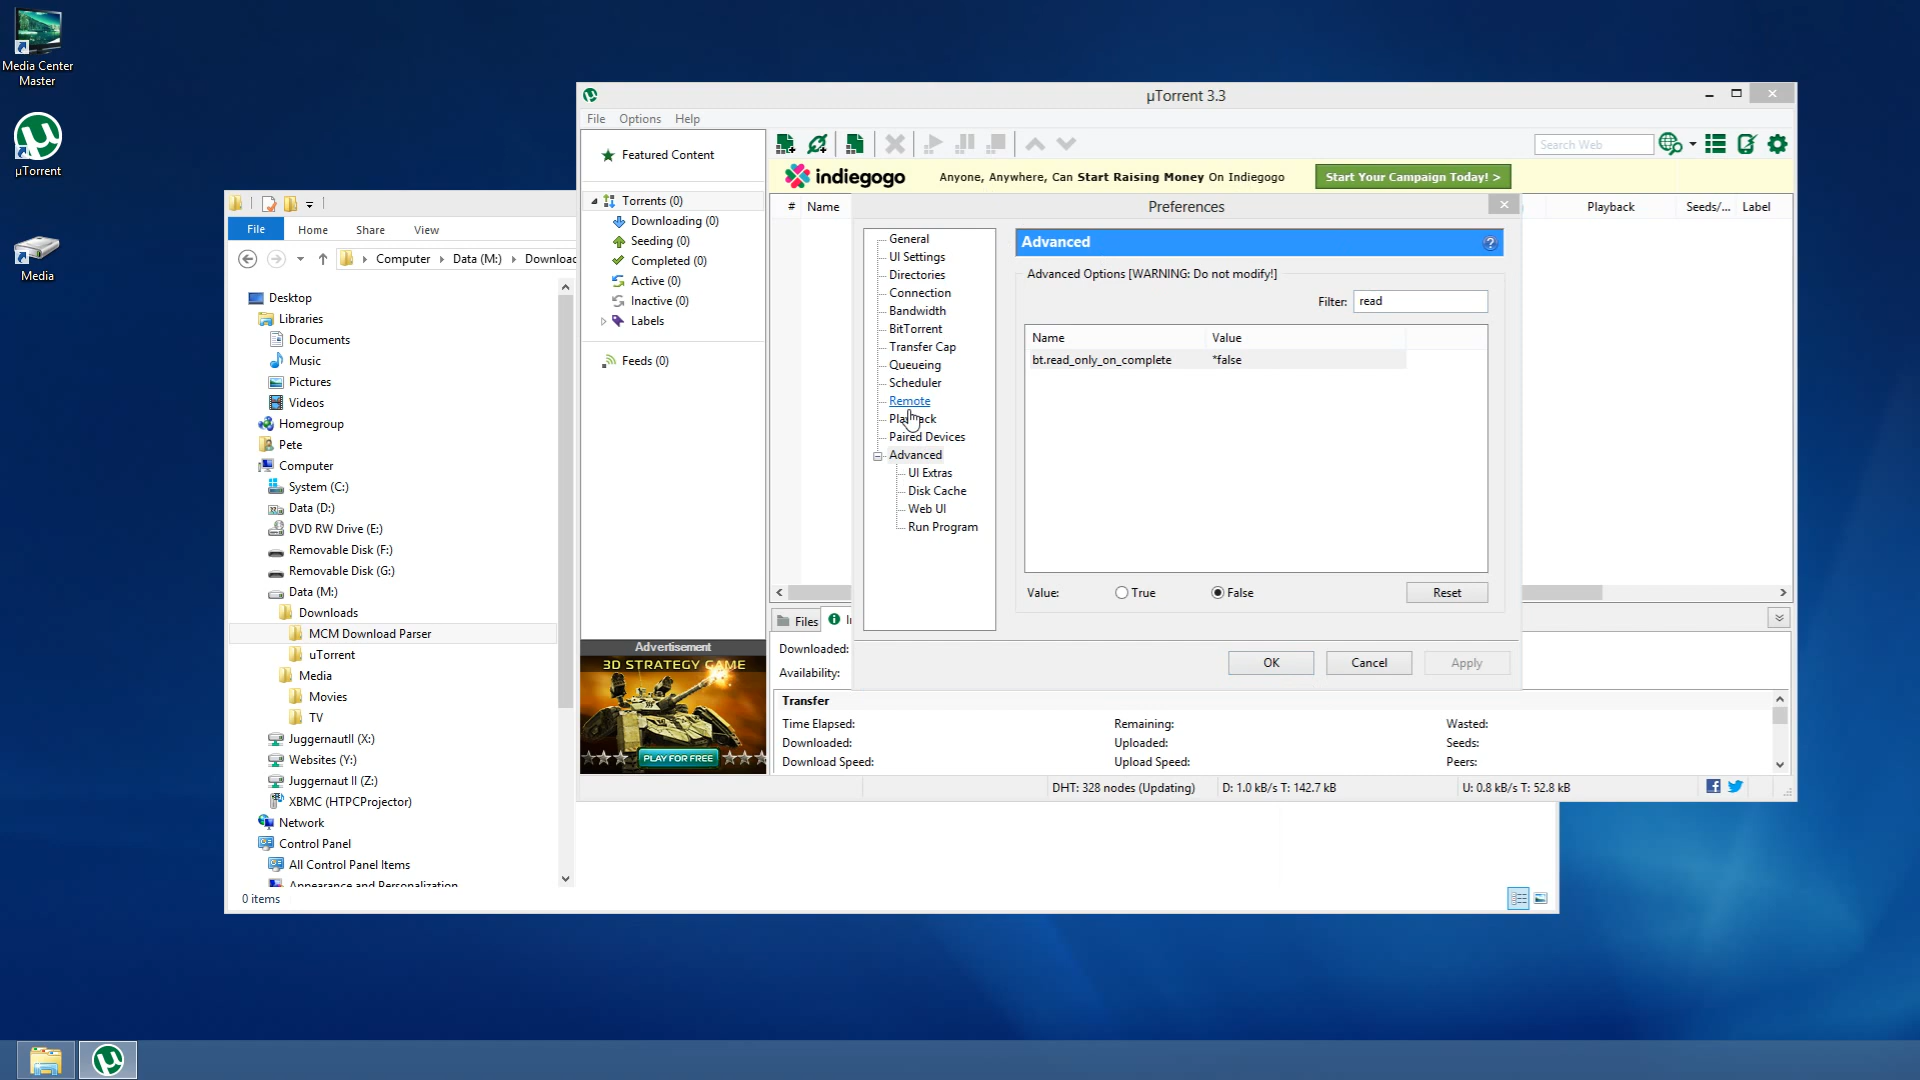 Media Center
Master
µTorrent
Media
File
Home
Share
View
Computer
Data (M:)
Downloac
Desktop
Libraries
Documents
Music
Pictures
Videos
Homegroup
Pete
Computer
System (C:)
Data (D:)
DVD RW Drive (E:)
Removable Disk (F:)
Removable Disk (G:)
Data (M:)
Downloads
MCM Download Parser
uTorrent
Media
Movies
TV
JuggernautII (X:)
Websites (Y:)
Juggernaut II (Z:)
XBMC (HTPCProjector)
Network
Control Panel
All Control Panel Items
Appearance and Personalization
0 items
µTorrent 3.3
File Options Help
Search Web
Featured Content
Torrents (0)
Downloading (0)
Seeding (0)
Completed (0)
Active (0)
Inactive (0)
Labels
Feeds (0)
Advertisement
3D STRATEGY GAME
PLAY FOR FREE
indiegogo
Anyone, Anywhere, Can Start Raising Money On Indiegogo
Start Your Campaign Today! >
# Name
Playback
Seeds/...
Label
Preferences
General
UI Settings
Directories
Connection
Bandwidth
BitTorrent
Transfer Cap
Queueing
Scheduler
Remote
Playback
Paired Devices
Advanced
UI Extras
Disk Cache
Web UI
Run Program
Advanced
Advanced Options [WARNING: Do not modify!]
Filter: read
Name Value
bt.read_only_on_complete *false
Value: True False Reset
OK Cancel Apply
Files
Downloaded:
Availability:
Transfer
Time Elapsed: Remaining: Wasted:
Downloaded: Uploaded: Seeds:
Download Speed: Upload Speed: Peers:
DHT: 328 nodes (Updating) D: 1.0 kB/s T: 142.7 kB U: 0.8 kB/s T: 52.8 kB